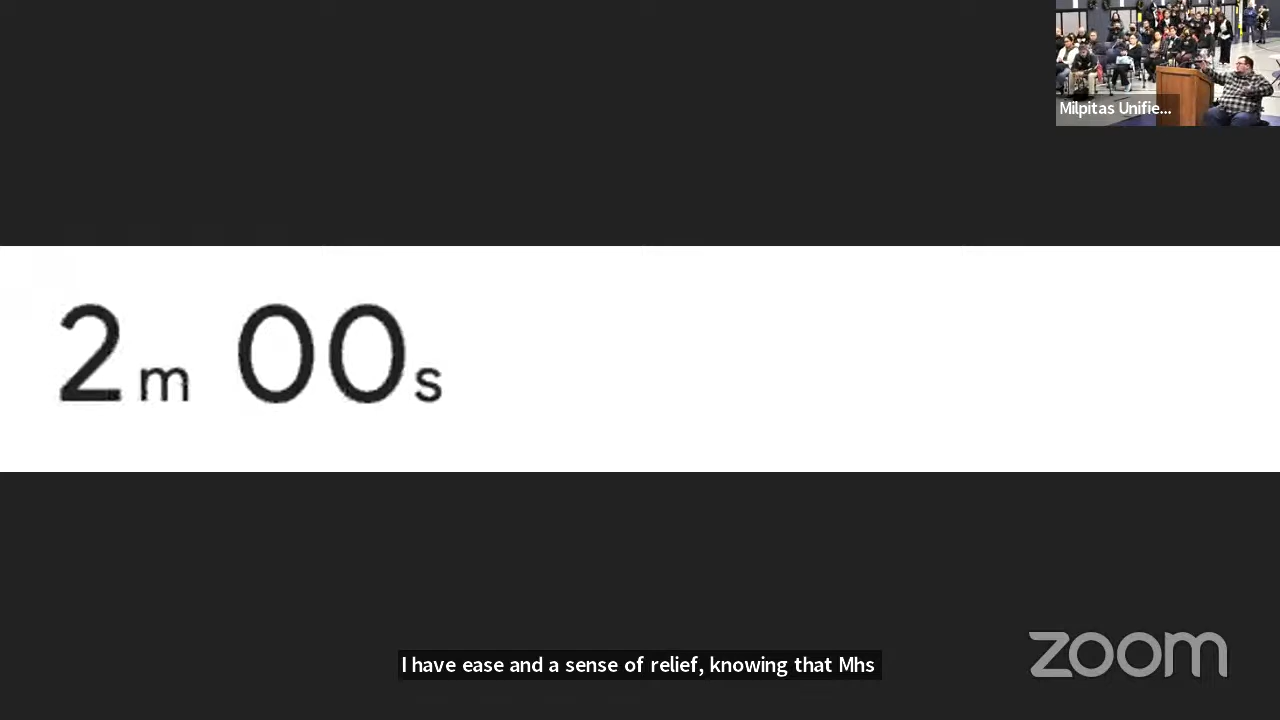 Milpitas Unifie...
2m 00s
I have ease and a sense of relief, knowing that Mhs
zoom